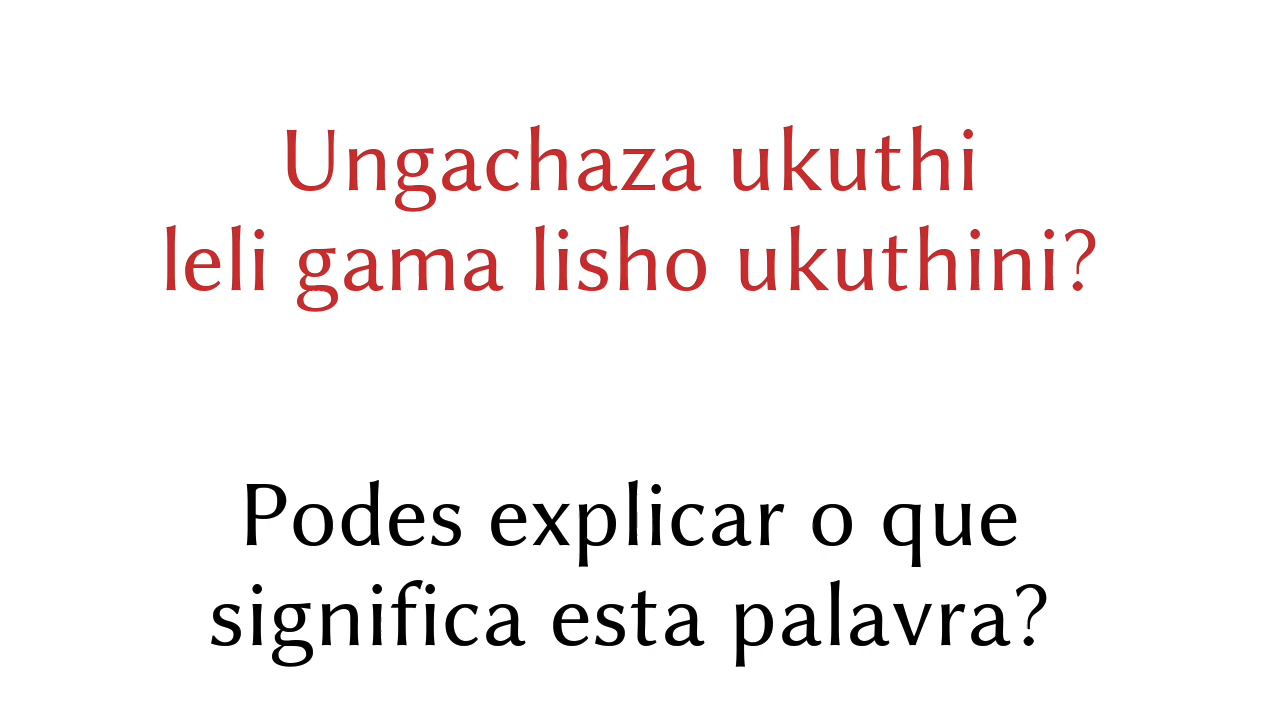 Ungachaza ukuthi
leli gama lisho ukuthini?
Podes explicar o que
significa esta palavra?